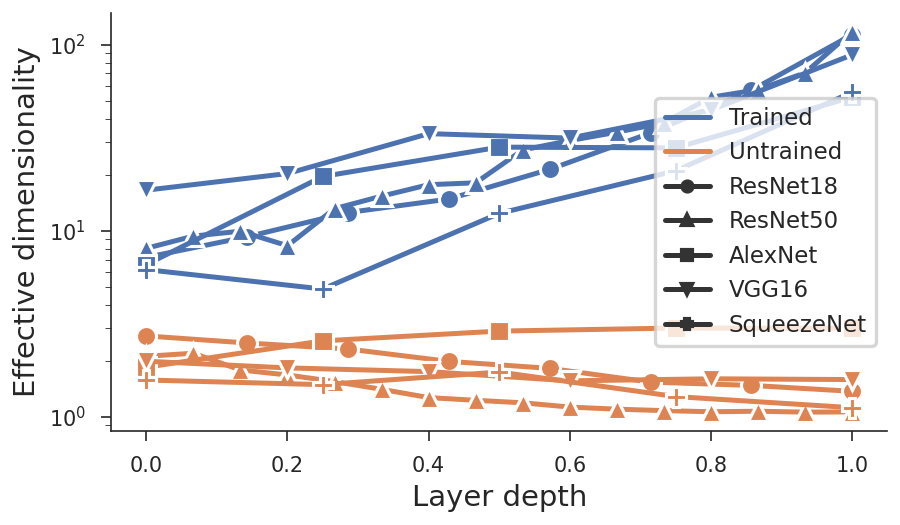 Effective dimensionality
10²
10¹
10⁰
0.0 0.2 0.4 0.6 0.8 1.0
Layer depth
Trained
Untrained
ResNet18
ResNet50
AlexNet
VGG16
SqueezeNet